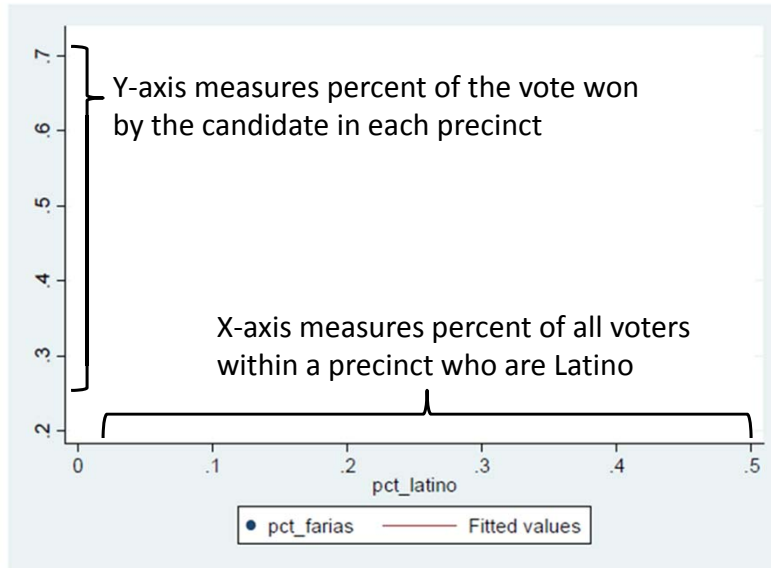 .7
Y-axis measures percent of the vote won
by the candidate in each precinct
.6
.5
.4
X-axis measures percent of all voters
.3
within a precinct who are Latino
.2
0 .1 .2 .3 .4 .5
pct_latino
pct_farias Fitted values